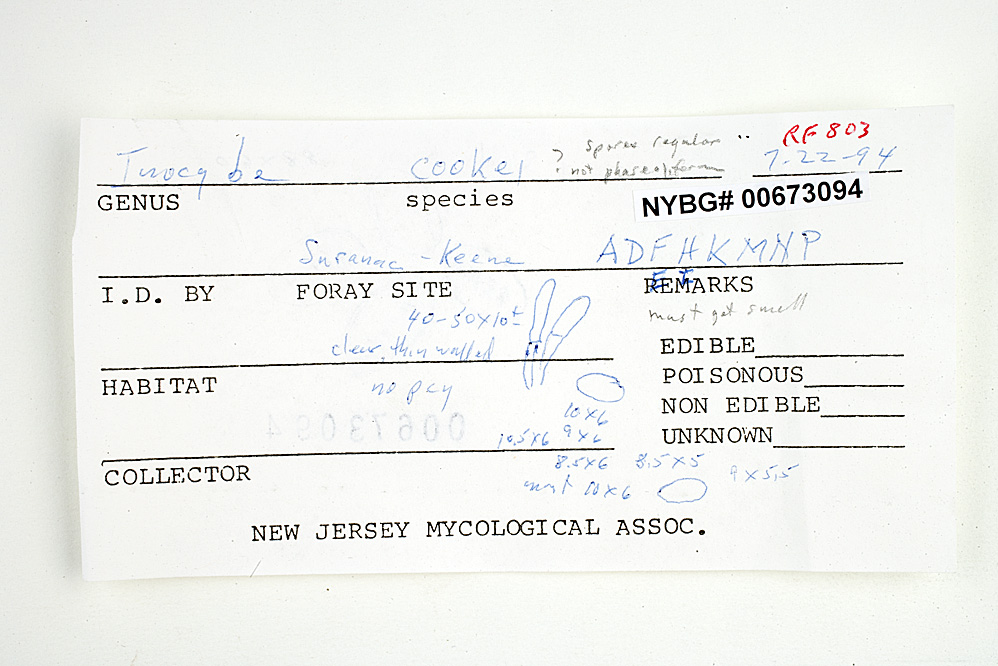 Inocybe cookei ? spores regular .. RF 803
: not phaseoliform 7-22-94
GENUS species NYBG# 00673094
Suranac - Keene ADFHKMNP
I.D. BY FORAY SITE REMARKS
40-50x10± must get smell
clear, thin walled EDIBLE
HABITAT no pcy POISONOUS
10x6 NON EDIBLE
10.5x6 9x6 UNKNOWN
COLLECTOR 8.5x6 8.5x5 9x5.5
most 10x6
NEW JERSEY MYCOLOGICAL ASSOC.